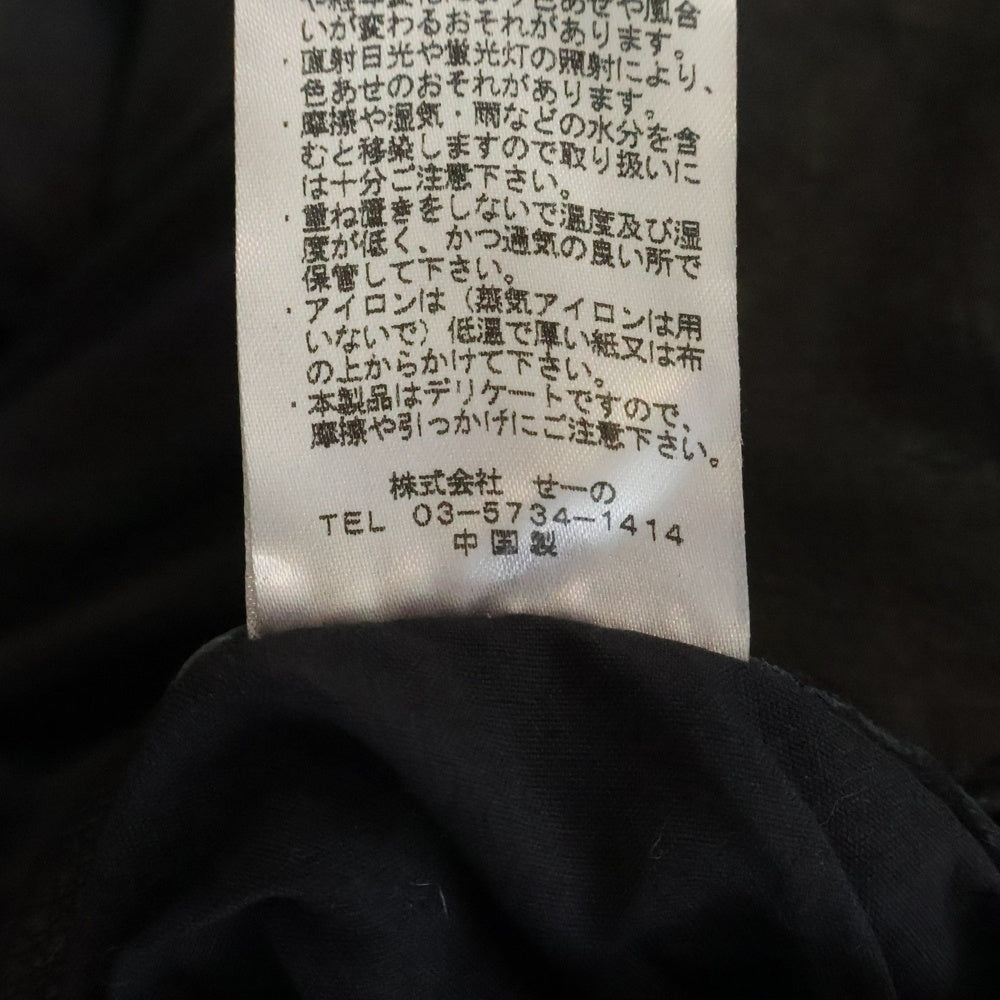 い変わるおそれがあります。
・直射日光や蛍光灯の照射により、
色あせのおそれがあります。
・摩擦や湿気・雨などの水分を含
むと移染しますので取り扱いに
は十分ご注意下さい。
・重ね置きをしないで温度及び湿
度が低く、かつ通気の良い所で
保管して下さい。
・アイロンは（蒸気アイロンは用
いないで）低温で厚い紙又は布
の上からかけて下さい。
・本製品はデリケートですので、
摩擦や引っかけにご注意下さい。
株式会社 せーの
TEL 03-5734-1414
中国製